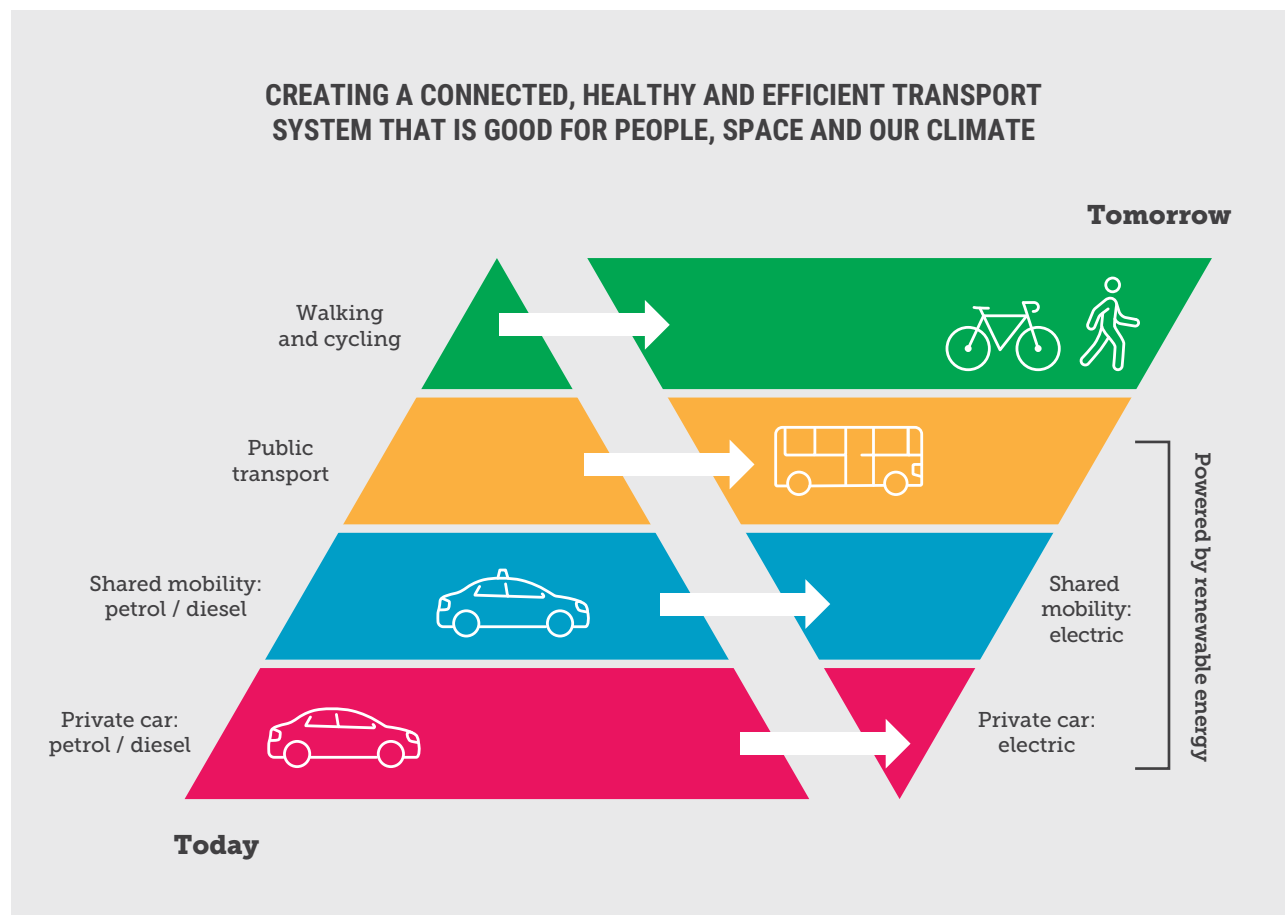 CREATING A CONNECTED, HEALTHY AND EFFICIENT TRANSPORT
SYSTEM THAT IS GOOD FOR PEOPLE, SPACE AND OUR CLIMATE
Tomorrow
Walking
and cycling
Public
transport
Shared mobility:
petrol / diesel
Private car:
petrol / diesel
Today
Shared
mobility:
electric
Private car:
electric
Powered by renewable energy